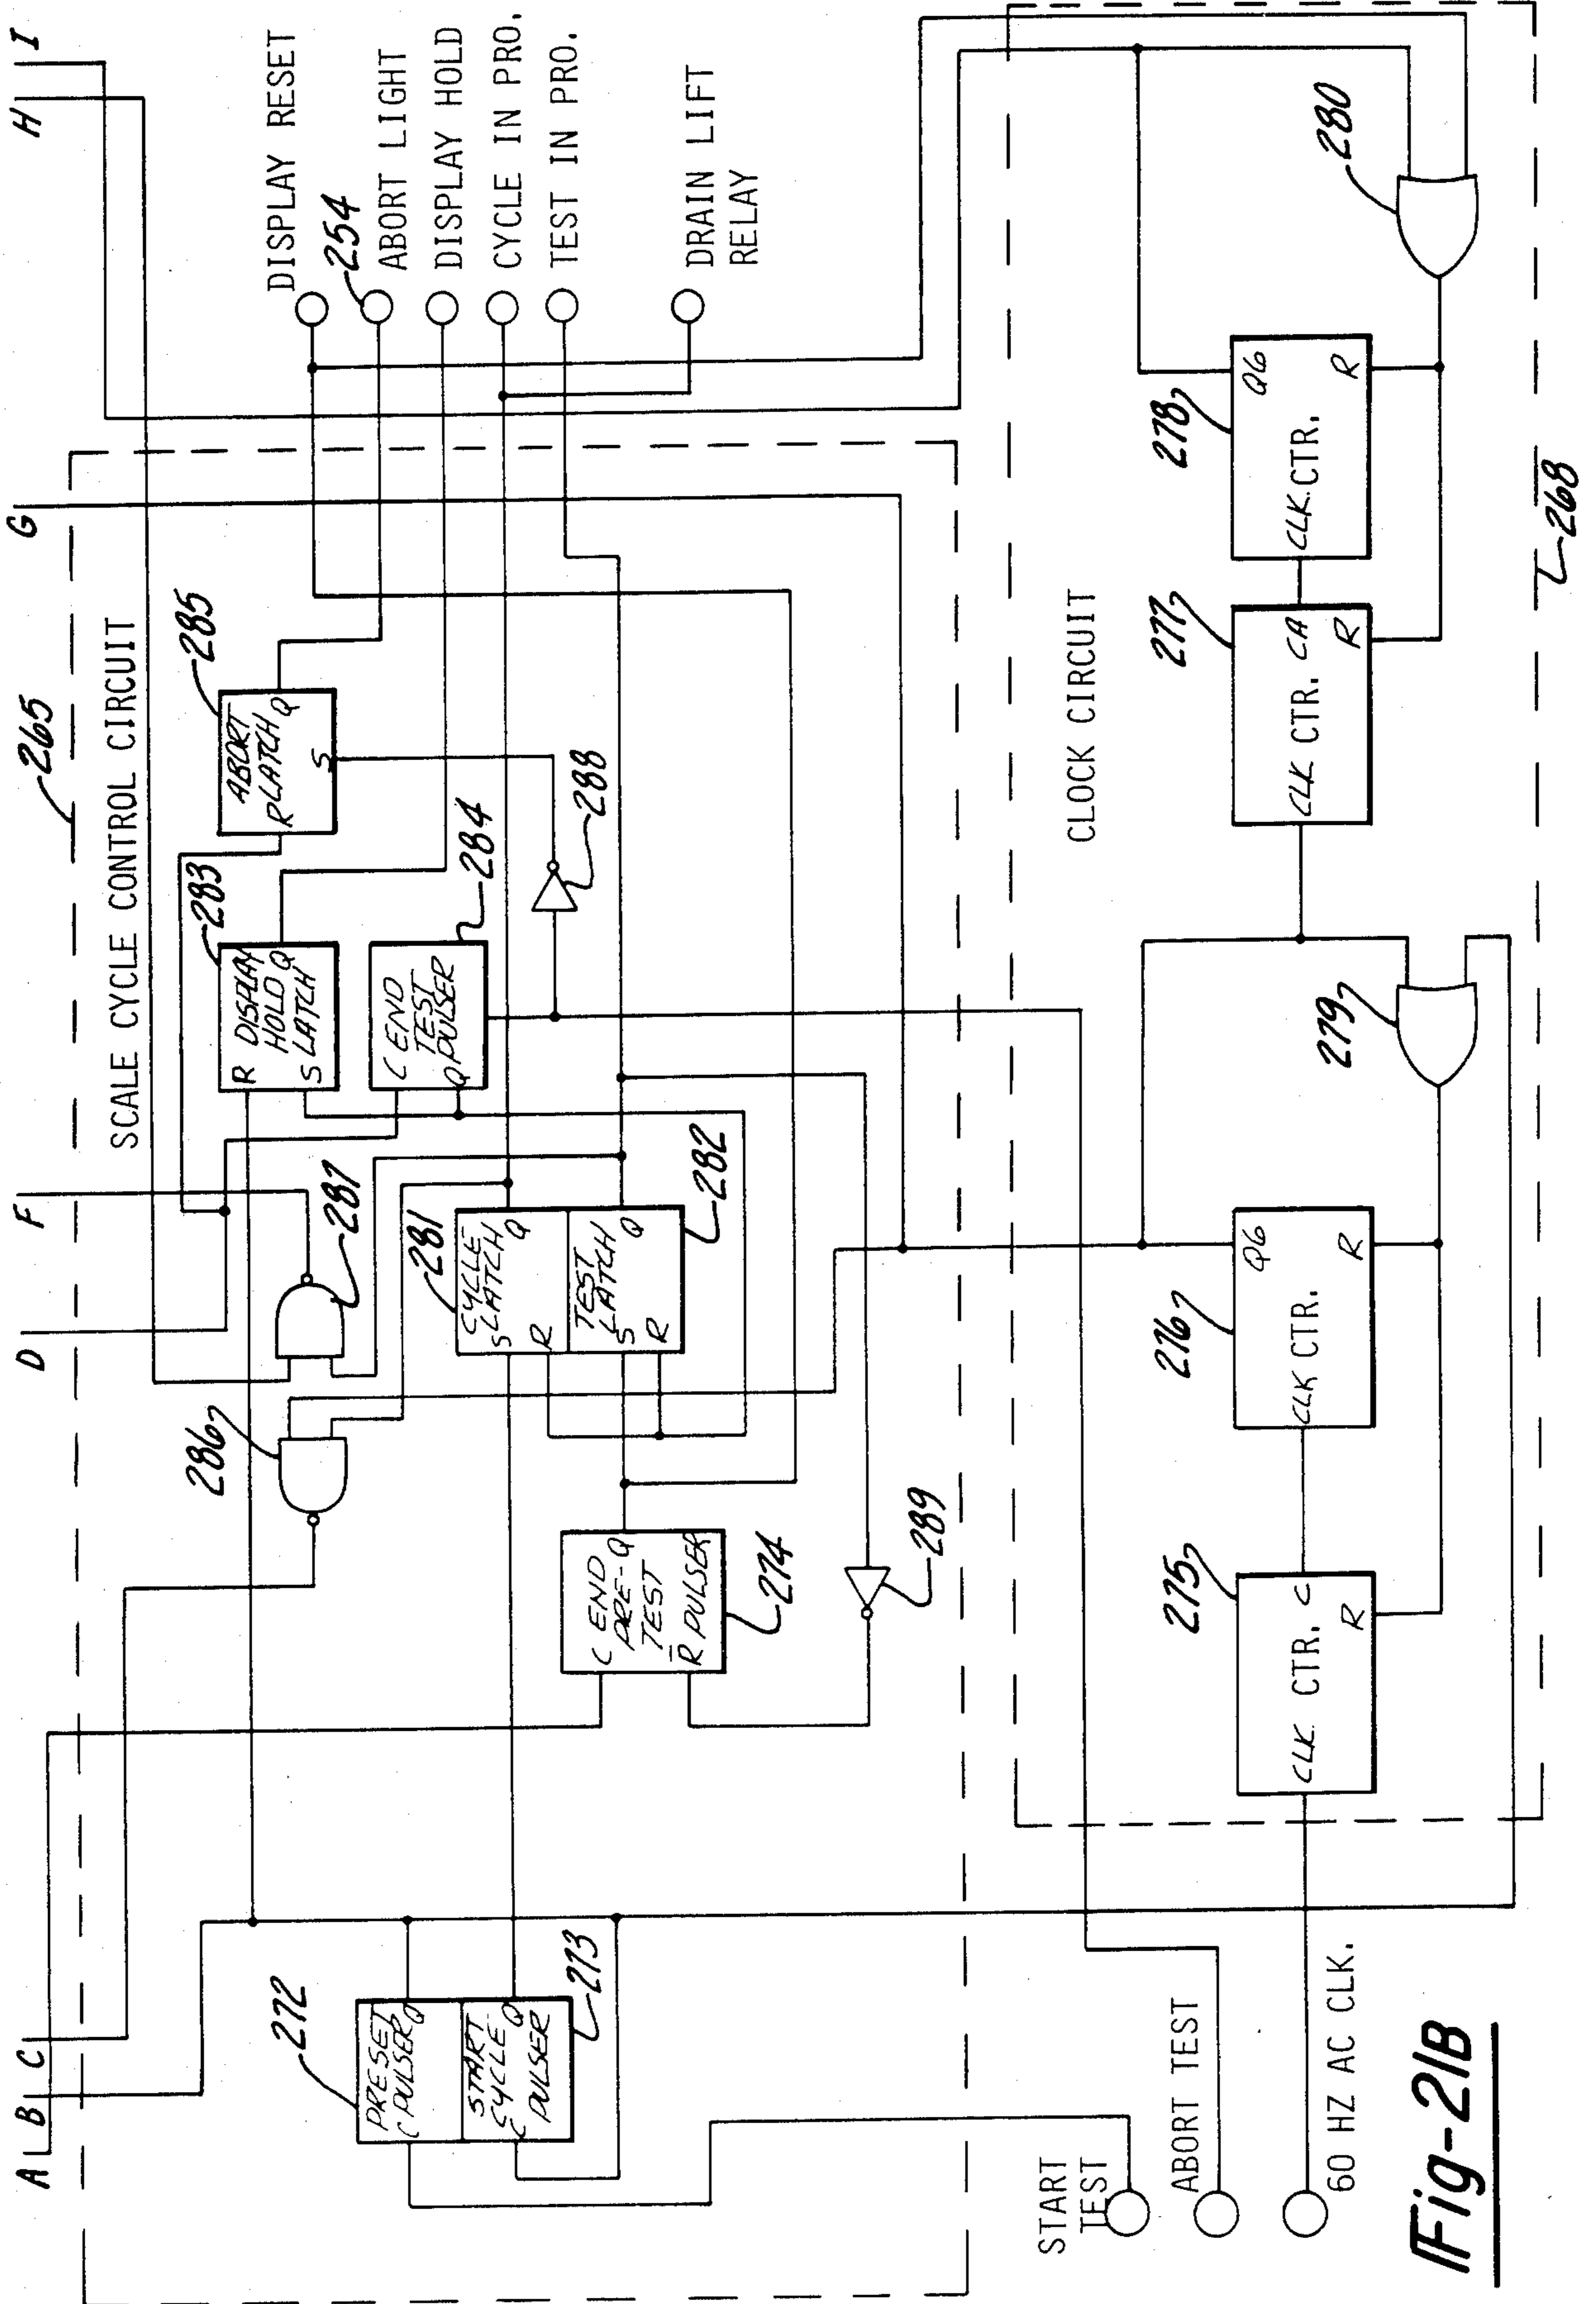 A
B
C
D
F
G
H
I
265
SCALE CYCLE CONTROL CIRCUIT
272
PRESET
C PULSER Q
START
CYCLE Q
C PULSER
273
C END
PRE- Q
TEST
R̅ PULSER
274
286
287
281
CYCLE
S LATCH Q
R
TEST
LATCH
S Q
R
282
289
283
R DISPLAY
HOLD Q
S LATCH
C END
TEST
Q PULSER
284
285
ABORT
R LATCH Q
S
288
DISPLAY RESET
254
ABORT LIGHT
DISPLAY HOLD
CYCLE IN PRO.
TEST IN PRO.
DRAIN LIFT
RELAY
START
TEST
ABORT TEST
60 HZ AC CLK.
CLOCK CIRCUIT
275
CLK CTR. C
R
276
CLK CTR.
Q6
R
279
277
CLK CTR. CA
R
278
CLK CTR.
Q6
R
280
268
Fig-21B